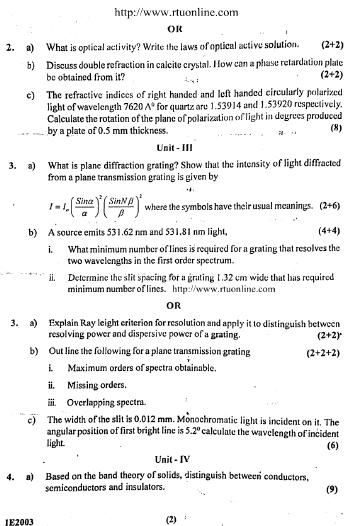 http://www.rtuonline.com
OR
2. a) What is optical activity? Write the laws of optical active solution. (2+2)
b) Discuss double refraction in calcite crystal. How can a phase retardation plate
be obtained from it? (2+2)
c) The refractive indices of right handed and left handed circularly polarized
light of wavelength 7620 A° for quartz are 1.53914 and 1.53920 respectively.
Calculate the rotation of the plane of polarization of light in degrees produced
by a plate of 0.5 mm thickness. (8)
Unit - III
3. a) What is plane diffraction grating? Show that the intensity of light diffracted
from a plane transmission grating is given by
I = I₀ (Sinα/α)² (SinNβ/β)² where the symbols have their usual meanings. (2+6)
b) A source emits 531.62 nm and 531.81 nm light, (4+4)
i. What minimum number of lines is required for a grating that resolves the
two wavelengths in the first order spectrum.
ii. Determine the slit spacing for a grating 1.32 cm wide that has required
minimum number of lines. http://www.rtuonline.com
OR
3. a) Explain Ray leight criterion for resolution and apply it to distinguish between
resolving power and dispersive power of a grating. (2+2)
b) Out line the following for a plane transmission grating (2+2+2)
i. Maximum orders of spectra obtainable.
ii. Missing orders.
iii. Overlapping spectra.
c) The width of the slit is 0.012 mm. Monochromatic light is incident on it. The
angular position of first bright line is 5.2° calculate the wavelength of incident
light. (6)
Unit - IV
4. a) Based on the band theory of solids, distinguish between conductors,
semiconductors and insulators. (9)
1E2003 (2)